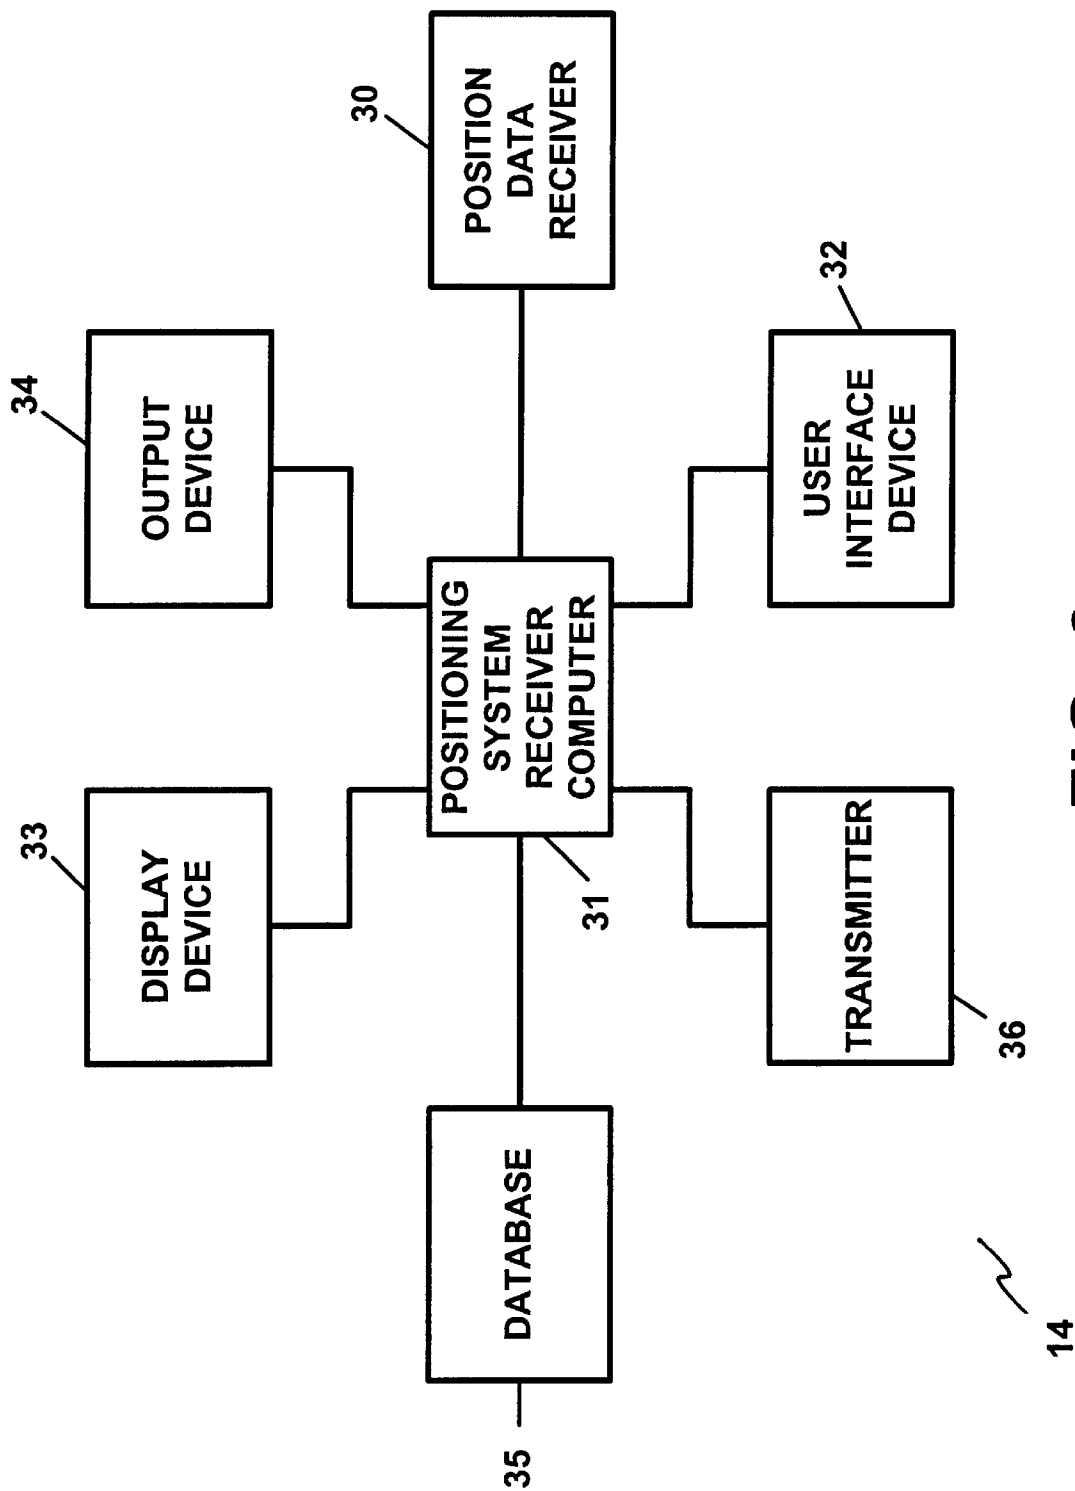 34
OUTPUT
DEVICE
33
DISPLAY
DEVICE
30
POSITION
DATA
RECEIVER
POSITIONING
SYSTEM
RECEIVER
COMPUTER
31
DATABASE
35
32
USER
INTERFACE
DEVICE
TRANSMITTER
36
14